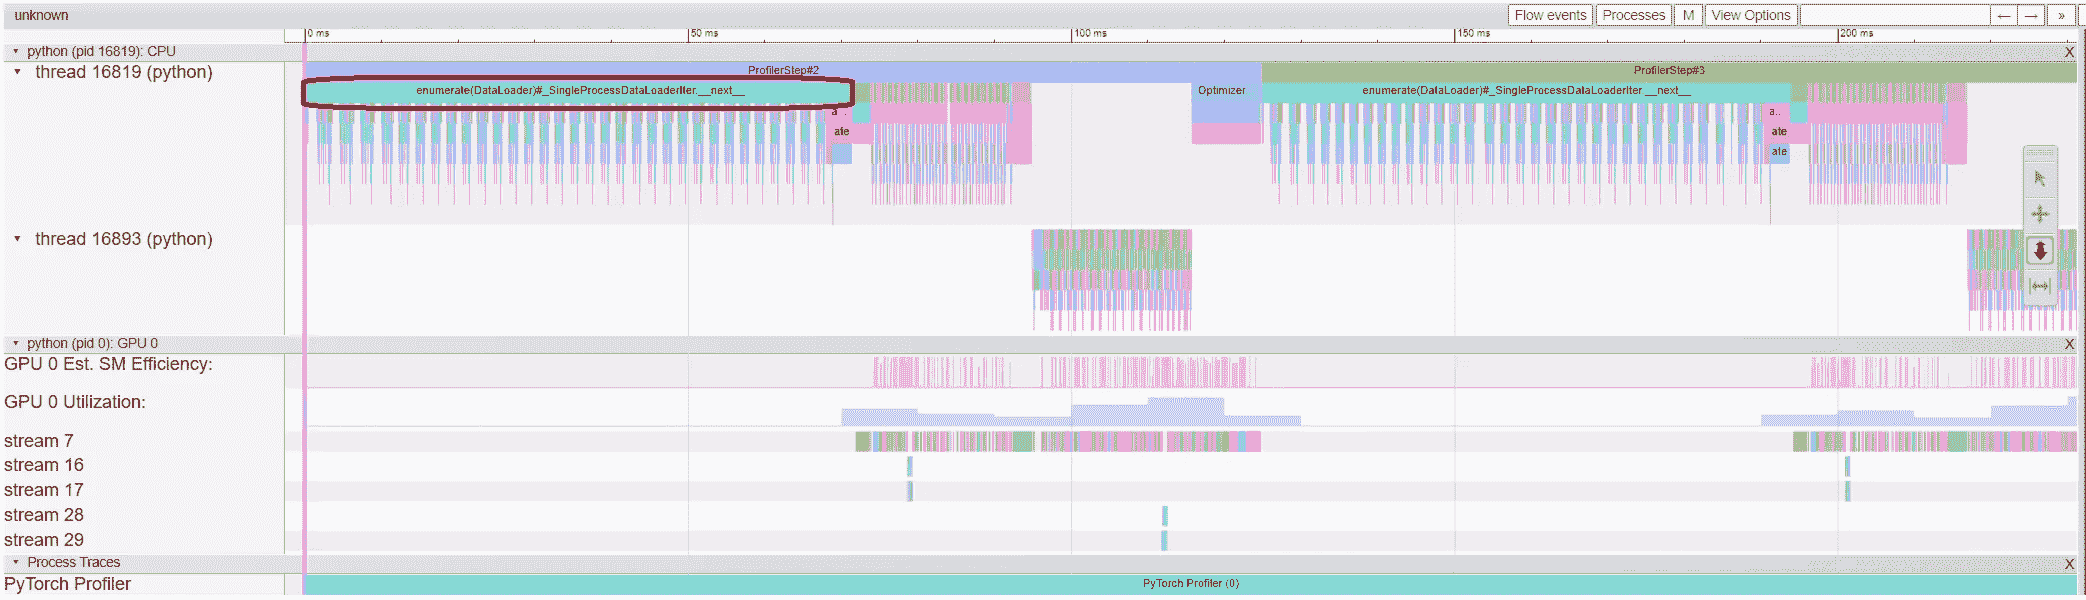 unknown
Flow events Processes M View Options ← → »
0 ms 50 ms 100 ms 150 ms 200 ms
python (pid 16819): CPU X
thread 16819 (python)
ProfilerStep#2 ProfilerStep#3
enumerate(DataLoader)#_SingleProcessDataLoaderIter.__next__ Optimizer enumerate(DataLoader)#_SingleProcessDataLoaderIter.__next__
a... a...
ate ate
ate
thread 16893 (python)
python (pid 0): GPU 0 X
GPU 0 Est. SM Efficiency:
GPU 0 Utilization:
stream 7
stream 16
stream 17
stream 28
stream 29
Process Traces X
PyTorch Profiler PyTorch Profiler (0)